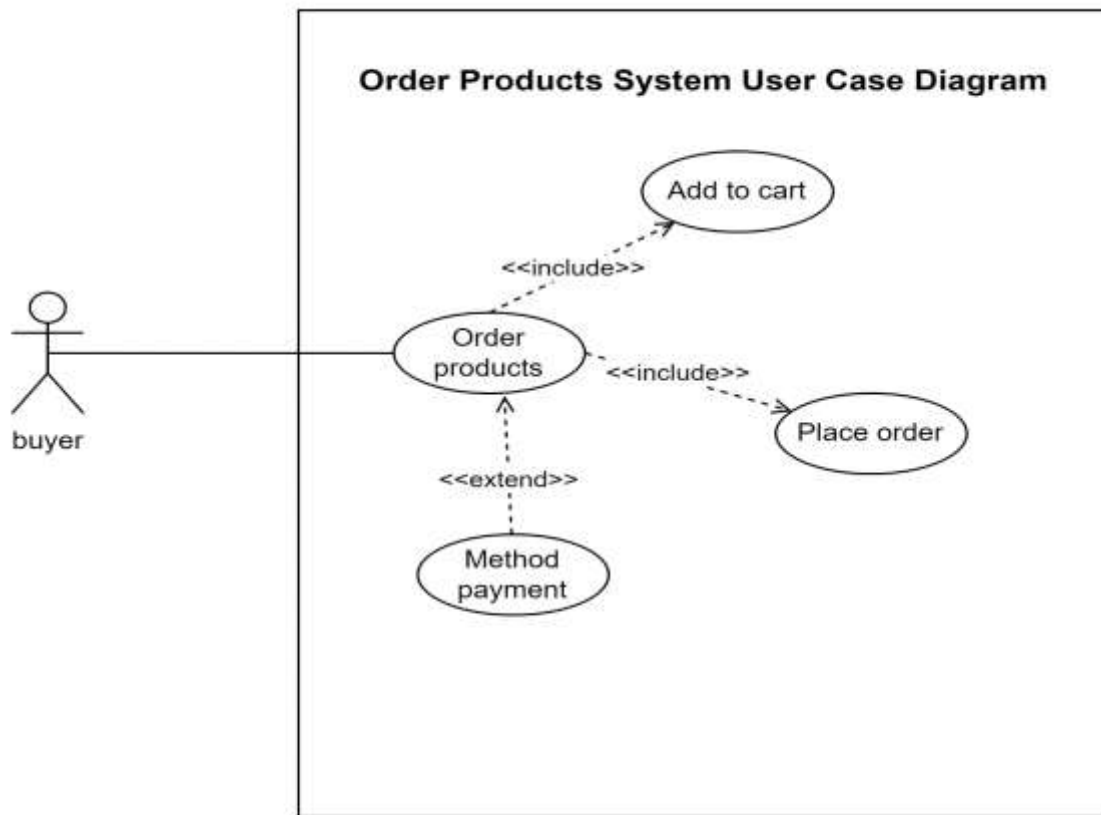 Order Products System User Case Diagram
Add to cart
<<include>>
Order
products
<<include>>
buyer
Place order
<<extend>>
Method
payment